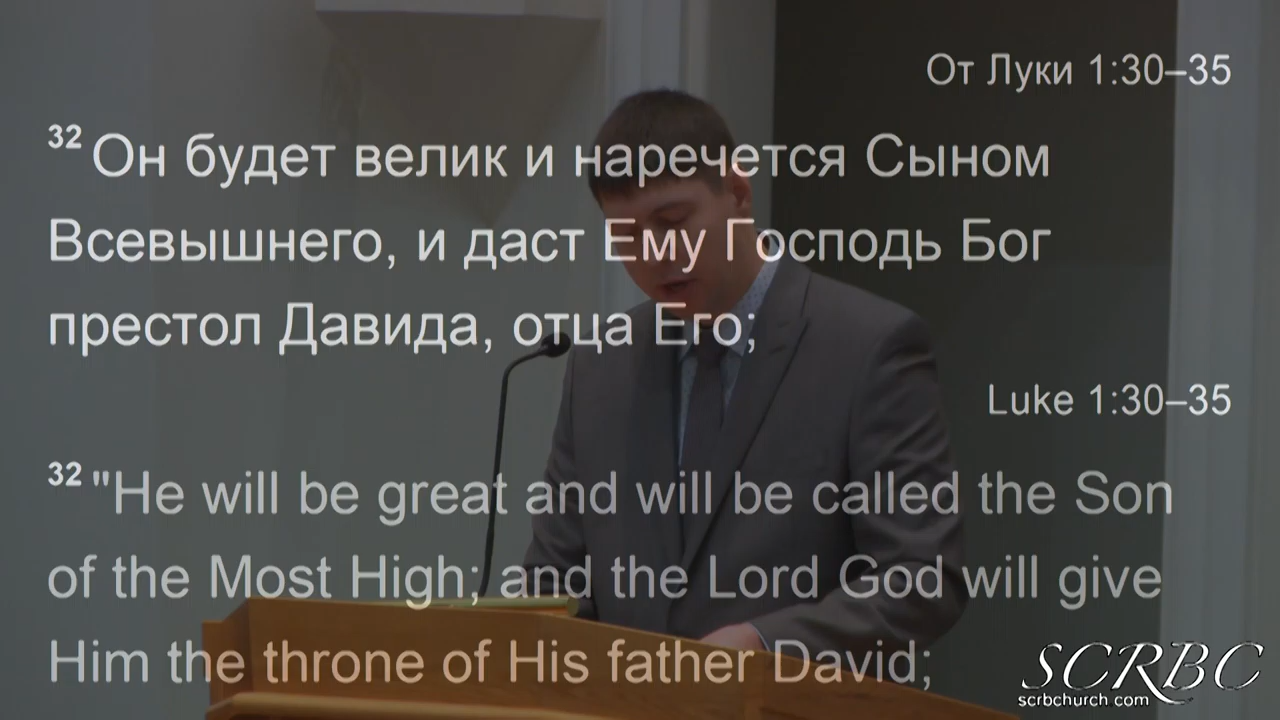 От Луки 1:30–35
32 Он будет велик и наречется Сыном
Всевышнего, и даст Ему Господь Бог
престол Давида, отца Его;
Luke 1:30–35
32 "He will be great and will be called the Son
of the Most High; and the Lord God will give
Him the throne of His father David;
SCRBC
scrbchurch.com